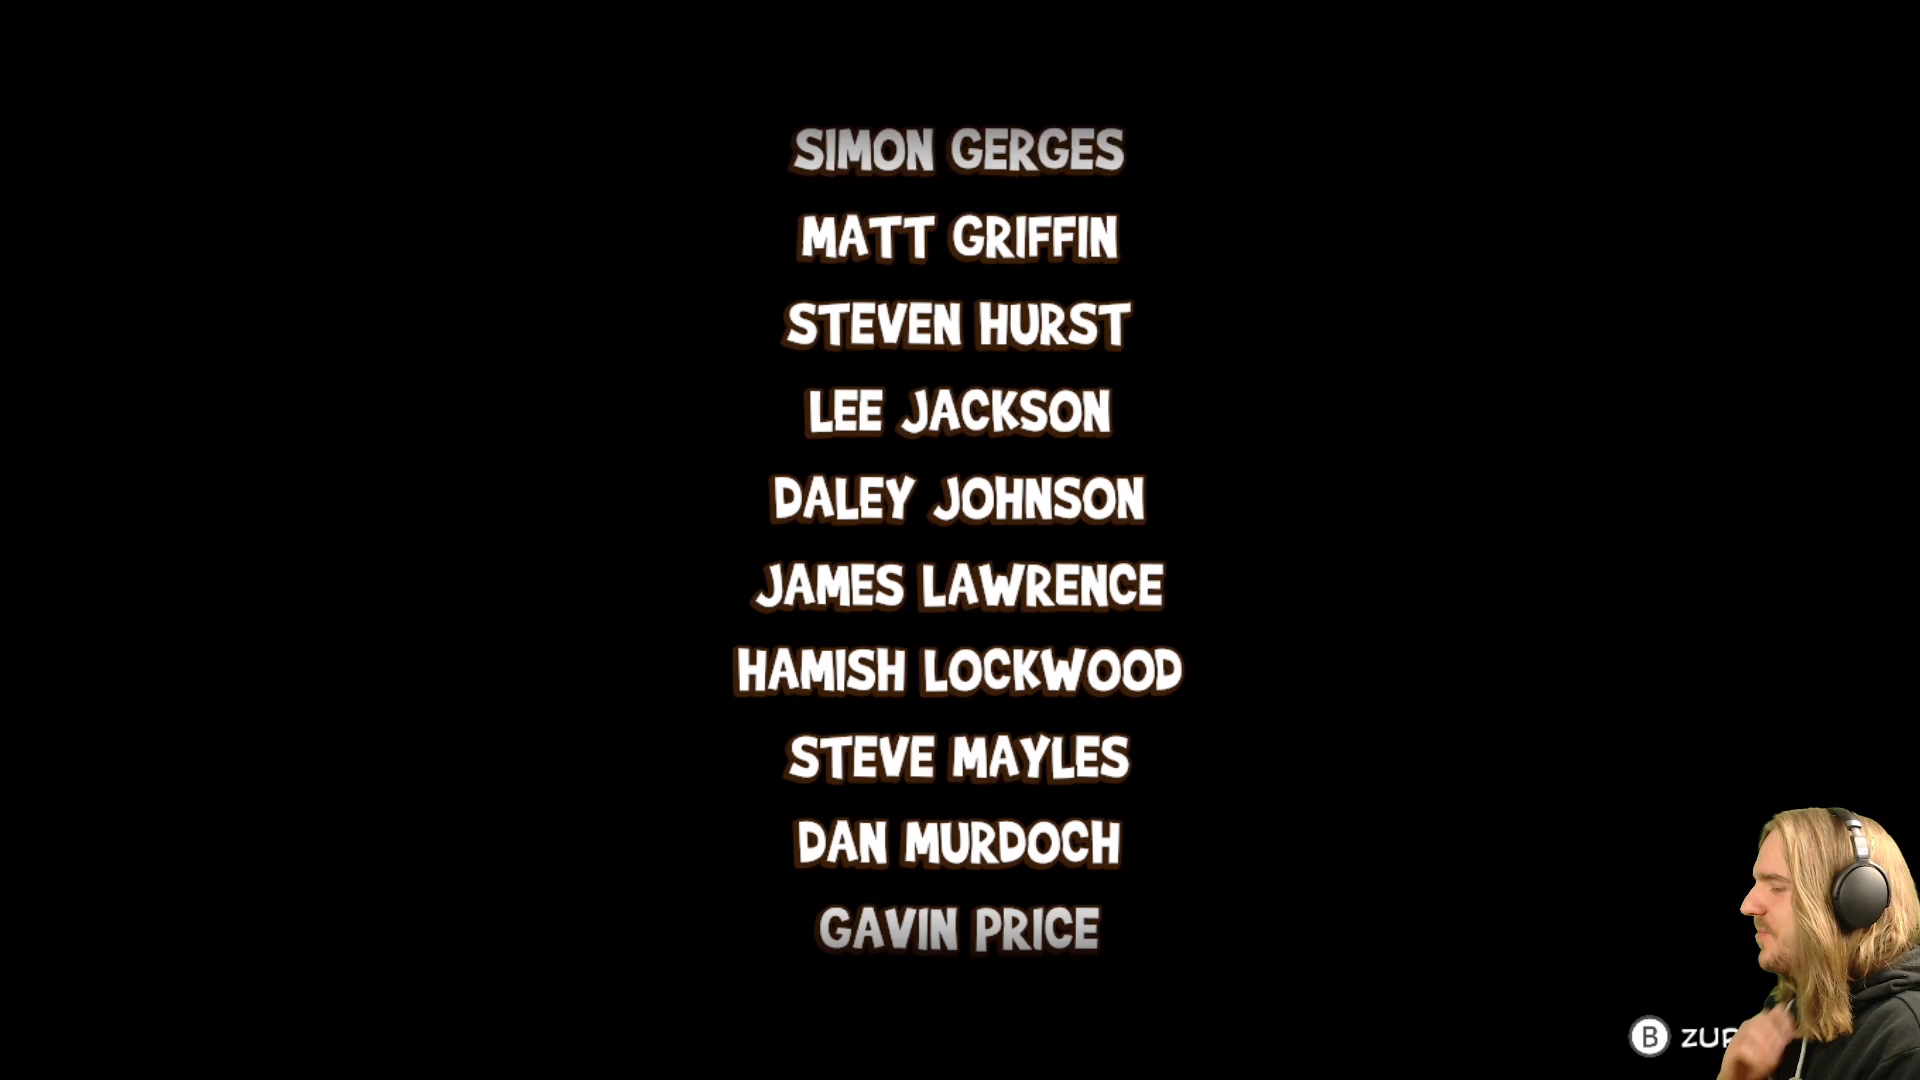 SIMON GERGES
MATT GRIFFIN
STEVEN HURST
LEE JACKSON
DALEY JOHNSON
JAMES LAWRENCE
HAMISH LOCKWOOD
STEVE MAYLES
DAN MURDOCH
GAVIN PRICE
B